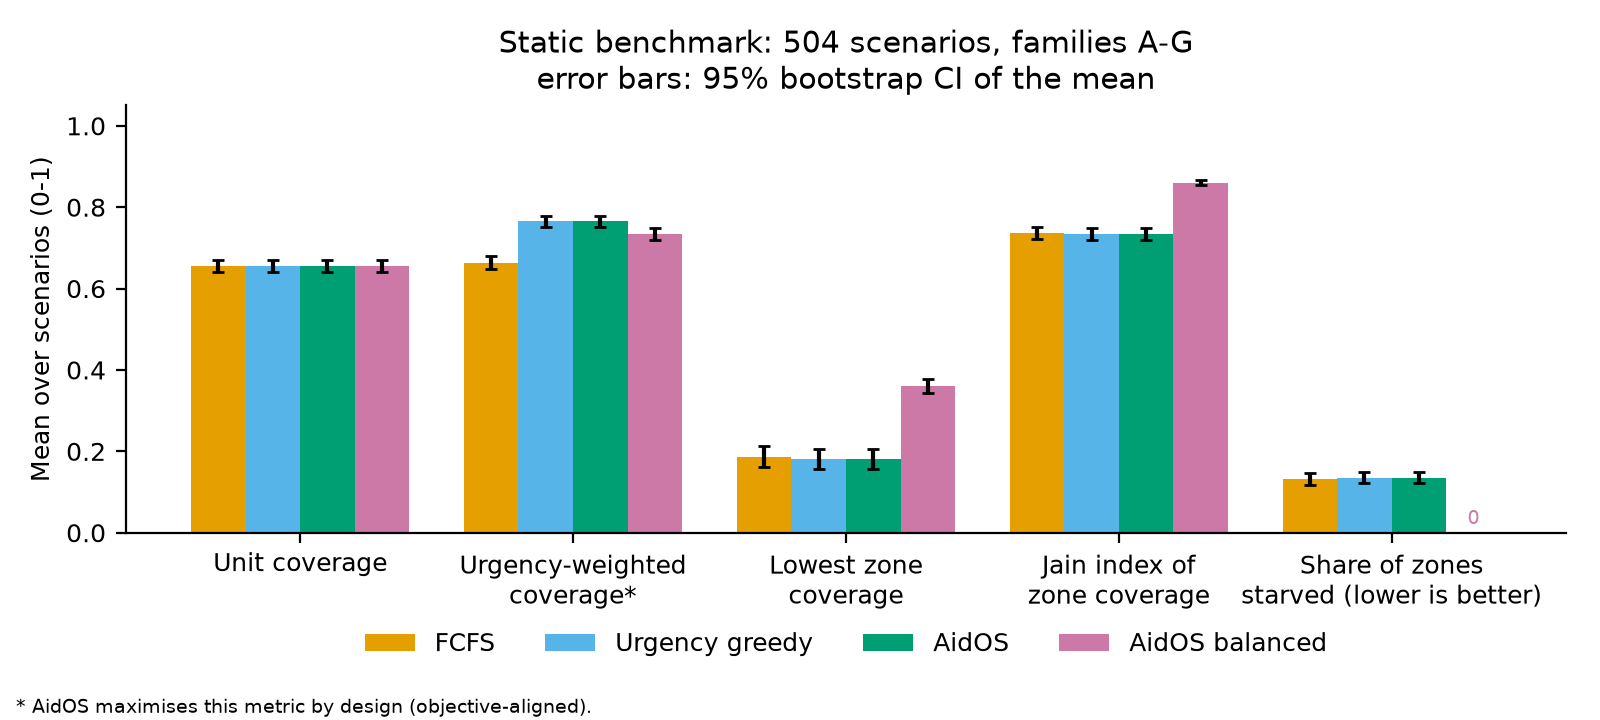 Static benchmark: 504 scenarios, families A-G
error bars: 95% bootstrap CI of the mean
Mean over scenarios (0-1)
1.0
0.8
0.6
0.4
0.2
0.0
0
Unit coverage
Urgency-weighted
coverage*
Lowest zone
coverage
Jain index of
zone coverage
Share of zones
starved (lower is better)
FCFS
Urgency greedy
AidOS
AidOS balanced
* AidOS maximises this metric by design (objective-aligned).